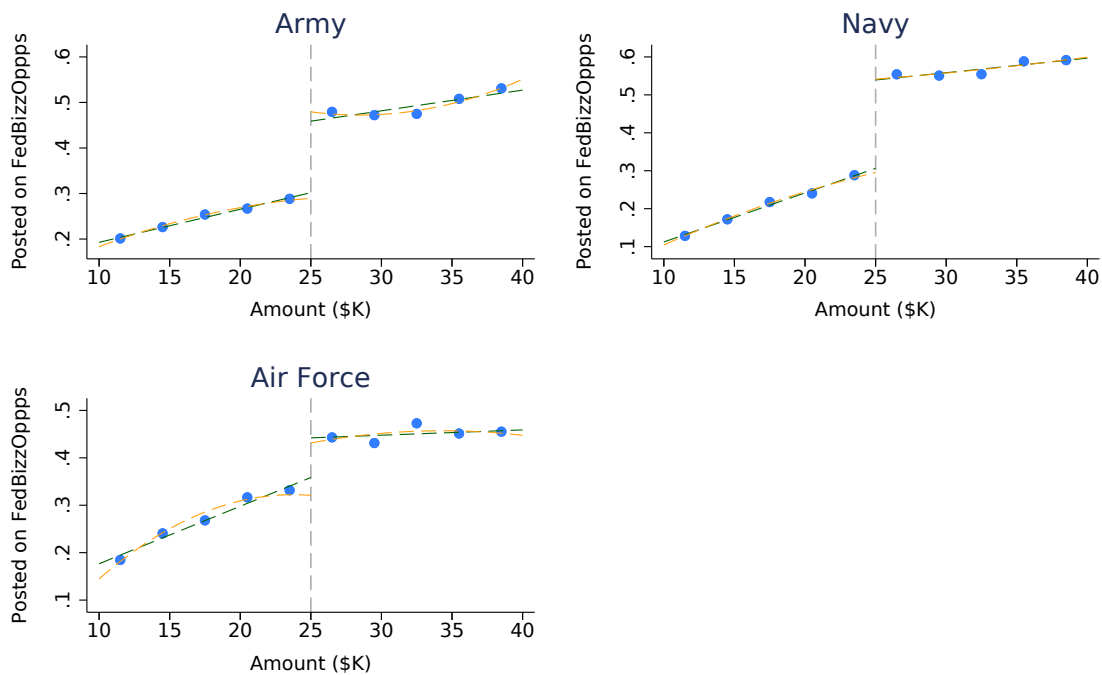 Army
Posted on FedBizzOppps
.6
.5
.4
.3
.2
10 15 20 25 30 35 40
Amount ($K)
Navy
Posted on FedBizzOppps
.6
.5
.4
.3
.2
.1
10 15 20 25 30 35 40
Amount ($K)
Air Force
Posted on FedBizzOppps
.5
.4
.3
.2
.1
10 15 20 25 30 35 40
Amount ($K)